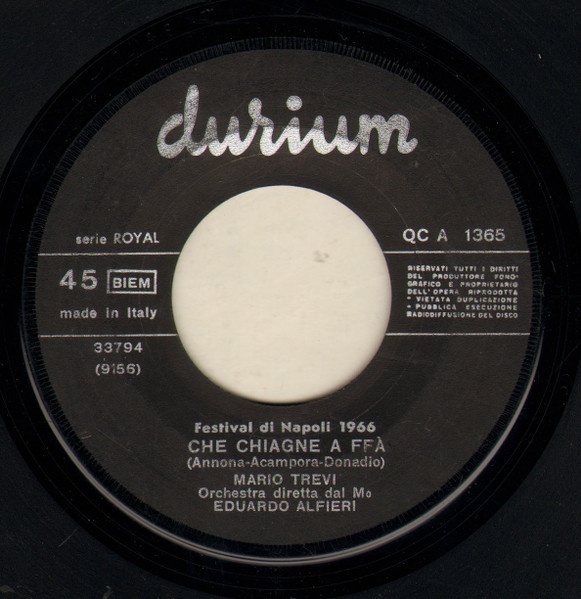 durium
serie ROYAL
QC A 1365
45 BIEM
made in Italy
RISERVATI TUTTI I DIRITTI
DEL PRODUTTORE FONO-
GRAFICO E PROPRIETARIO
DELL'OPERA RIPRODOTTA
- VIETATA DUPLICAZIONE
- PUBBLICA ESECUZIONE
RADIODIFFUSIONE DEL DISCO
33794
(9156)
Festival di Napoli 1966
CHE CHIAGNE A FFÀ
(Annona-Acampora-Donadio)
MARIO TREVI
Orchestra diretta dal Mo
EDUARDO ALFIERI